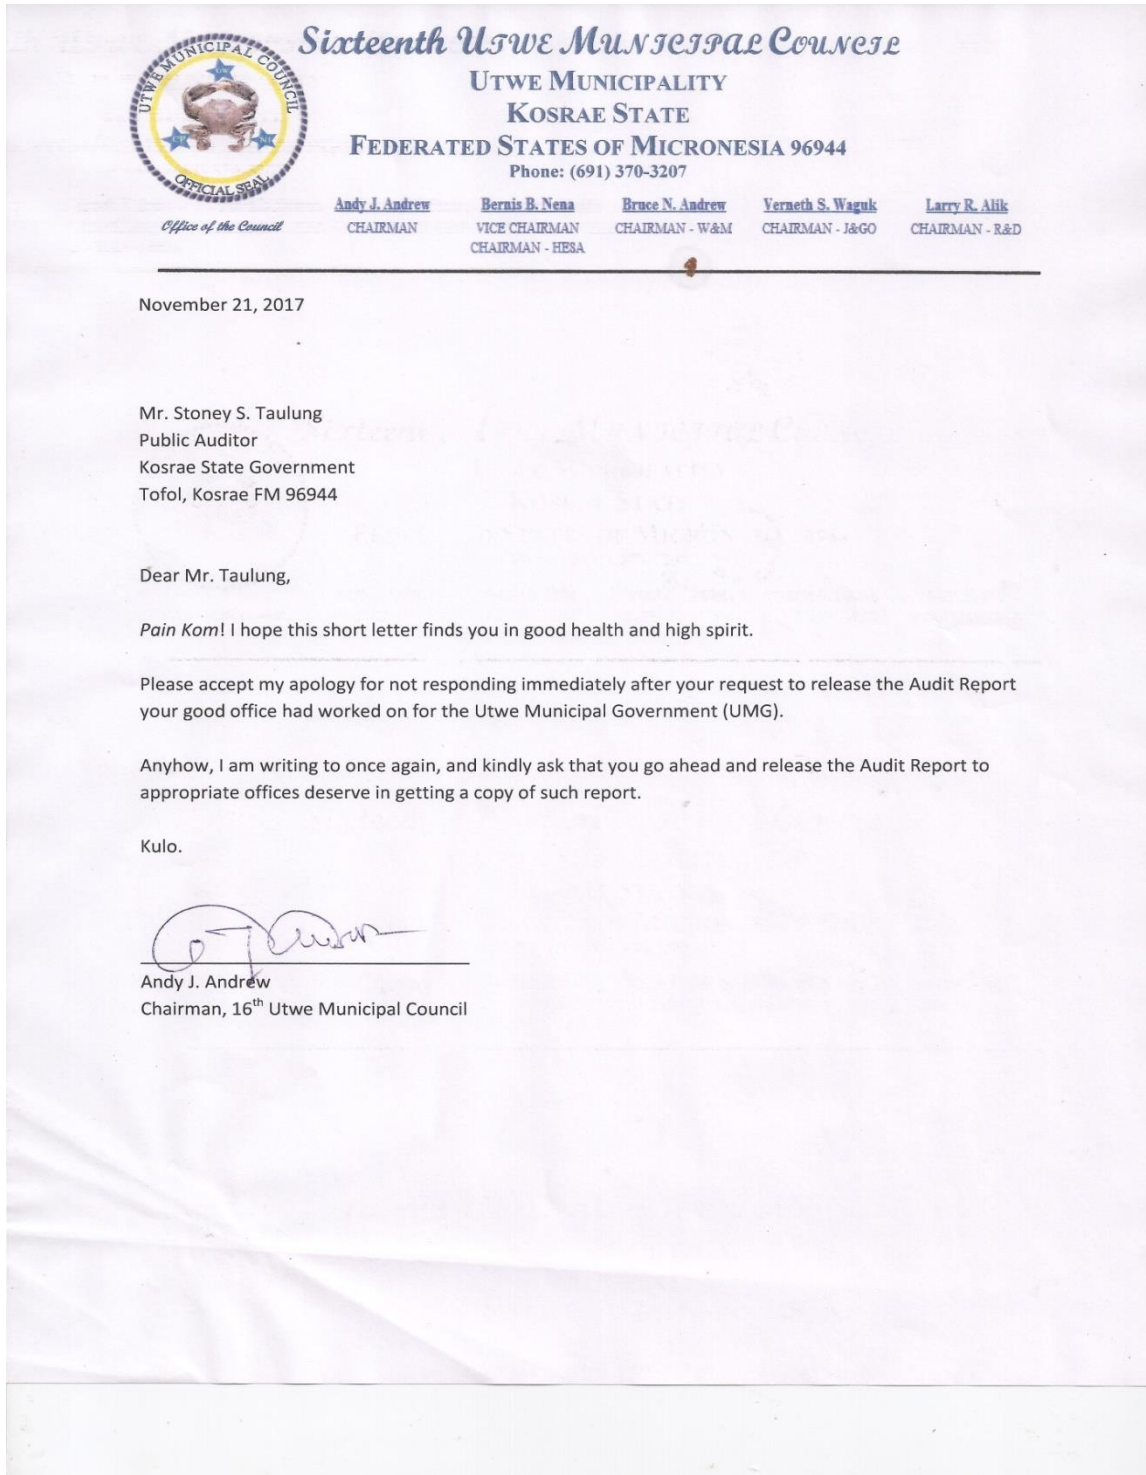 UTWE MUNICIPAL COUNCIL
OFFICIAL SEAL
Office of the Council
Sixteenth UTWE MUNICIPAL COUNCIL
UTWE MUNICIPALITY
KOSRAE STATE
FEDERATED STATES OF MICRONESIA 96944
Phone: (691) 370-3207
Andy J. Andrew Bernis B. Nena Bruce N. Andrew Verneth S. Waguk Larry R. Alik
CHAIRMAN VICE CHAIRMAN CHAIRMAN - W&M CHAIRMAN - J&GO CHAIRMAN - R&D
CHAIRMAN - HESA
November 21, 2017
Mr. Stoney S. Taulung
Public Auditor
Kosrae State Government
Tofol, Kosrae FM 96944
Dear Mr. Taulung,
Pain Kom! I hope this short letter finds you in good health and high spirit.
Please accept my apology for not responding immediately after your request to release the Audit Report
your good office had worked on for the Utwe Municipal Government (UMG).
Anyhow, I am writing to once again, and kindly ask that you go ahead and release the Audit Report to
appropriate offices deserve in getting a copy of such report.
Kulo.
Andy J. Andrew
Chairman, 16th Utwe Municipal Council